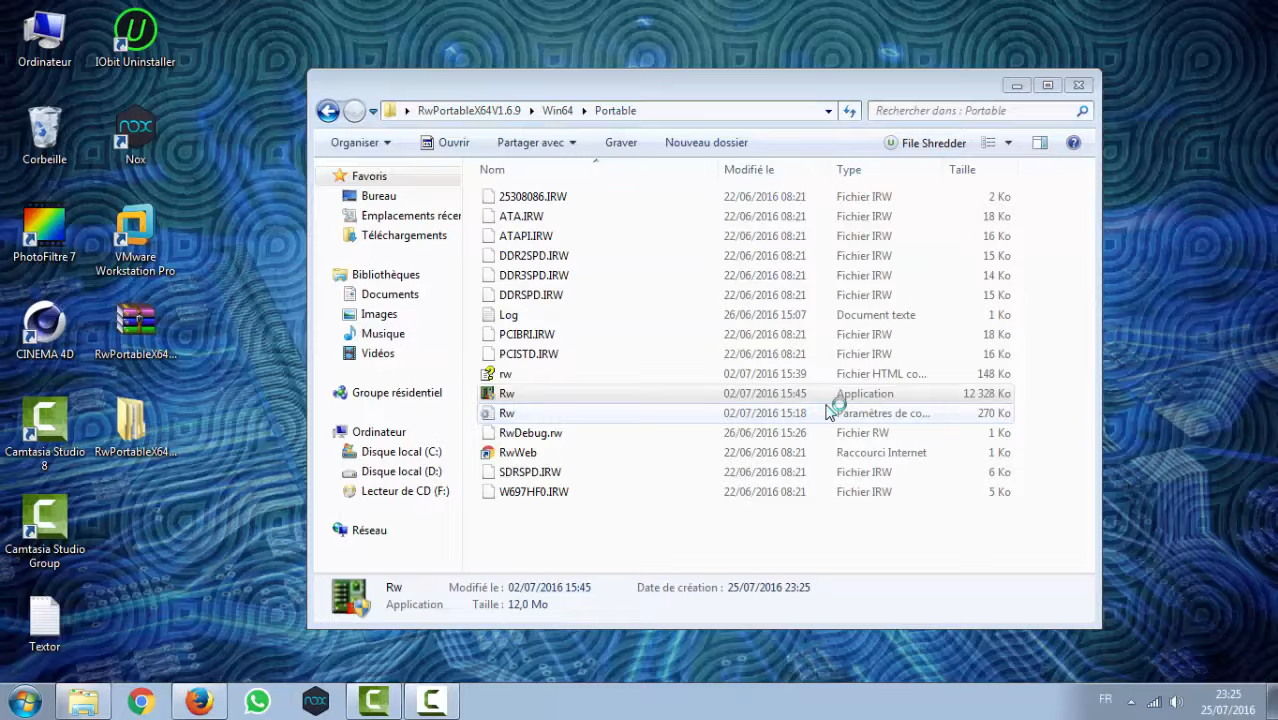 Ordinateur
IObit Uninstaller
Corbeille
Nox
PhotoFiltre 7
VMware
Workstation Pro
CINEMA 4D
RwPortableX64...
Camtasia Studio
8
RwPortableX64...
Camtasia Studio
Group
Textor
RwPortableX64V1.6.9 Win64 Portable
Rechercher dans : Portable
Organiser Ouvrir Partager avec Graver Nouveau dossier File Shredder
Favoris
Bureau
Emplacements récer
Téléchargements
Bibliothèques
Documents
Images
Musique
Vidéos
Groupe résidentiel
Ordinateur
Disque local (C:)
Disque local (D:)
Lecteur de CD (F:)
Réseau
Nom Modifié le Type Taille
25308086.IRW 22/06/2016 08:21 Fichier IRW 2 Ko
ATA.IRW 22/06/2016 08:21 Fichier IRW 18 Ko
ATAPI.IRW 22/06/2016 08:21 Fichier IRW 16 Ko
DDR2SPD.IRW 22/06/2016 08:21 Fichier IRW 15 Ko
DDR3SPD.IRW 22/06/2016 08:21 Fichier IRW 14 Ko
DDRSPD.IRW 22/06/2016 08:21 Fichier IRW 15 Ko
Log 26/06/2016 15:07 Document texte 1 Ko
PCIBRI.IRW 22/06/2016 08:21 Fichier IRW 18 Ko
PCISTD.IRW 22/06/2016 08:21 Fichier IRW 16 Ko
rw 02/07/2016 15:39 Fichier HTML co... 148 Ko
Rw 02/07/2016 15:45 Application 12 328 Ko
Rw 02/07/2016 15:18 Paramètres de co... 270 Ko
RwDebug.rw 26/06/2016 15:26 Fichier RW 1 Ko
RwWeb 22/06/2016 08:21 Raccourci Internet 1 Ko
SDRSPD.IRW 22/06/2016 08:21 Fichier IRW 6 Ko
W697HF0.IRW 22/06/2016 08:21 Fichier IRW 5 Ko
Rw Modifié le : 02/07/2016 15:45 Date de création : 25/07/2016 23:25
Application Taille : 12,0 Mo
nox
FR
23:25
25/07/2016